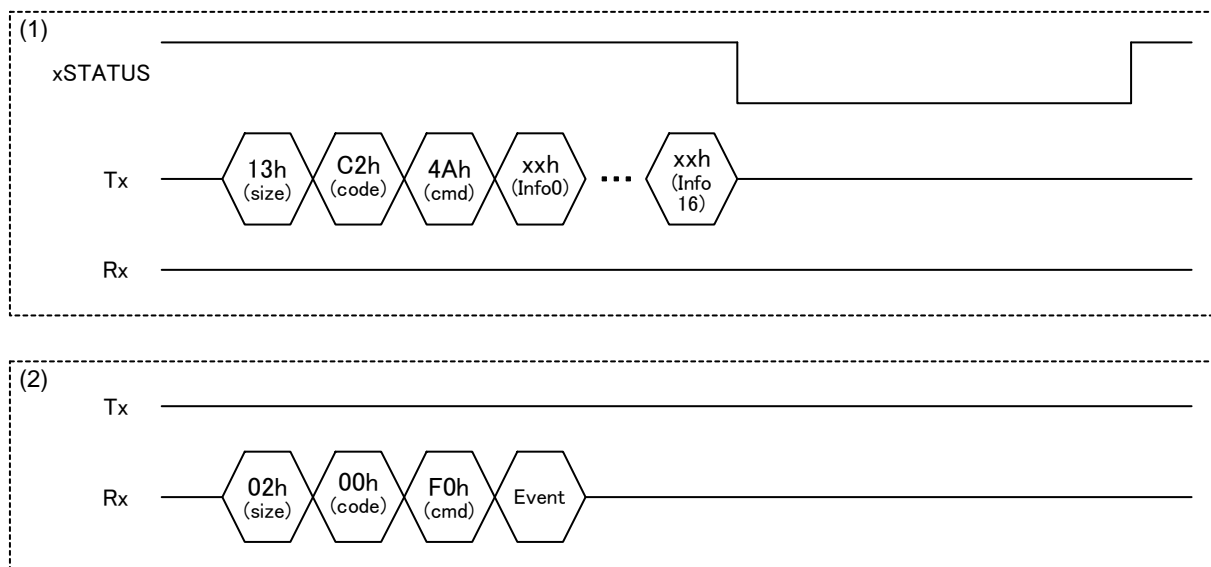 (1)
xSTATUS
Tx
13h
(size)
C2h
(code)
4Ah
(cmd)
xxh
(Info0)
...
xxh
(Info
16)
Rx
(2)
Tx
Rx
02h
(size)
00h
(code)
F0h
(cmd)
Event